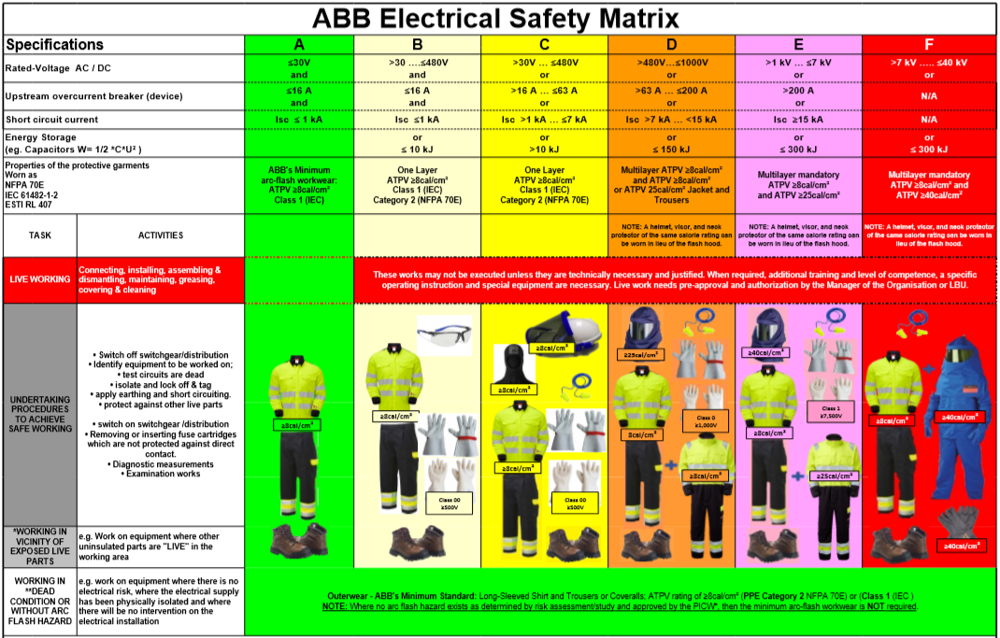 ABB Electrical Safety Matrix
Specifications A B C D E F
Rated-Voltage AC / DC
≤30V
and
>30 ....≤480V
and
>30V ... ≤480V
or
>480V...≤1000V
or
>1 kV ... ≤7 kV
or
>7 kV ..... ≤40 kV
or
Upstream overcurrent breaker (device)
≤16 A
and
≤16 A
and
>16 A ... ≤63 A
or
>63 A ... ≤200 A
or
>200 A
or
N/A
Short circuit current
Isc ≤ 1 kA
Isc ≤1 kA
Isc >1 kA ... ≤7 kA
Isc >7 kA ... <15 kA
Isc ≥15 kA
N/A
Energy Storage
(eg. Capacitors W= 1/2 *C*U² )
or
≤ 10 kJ
or
>10 kJ
or
≤ 150 kJ
or
≤ 300 kJ
or
≤ 300 kJ
Properties of the protective garments
Worn as
NFPA 70E
IEC 61482-1-2
ESTI RL 407
ABB's Minimum
arc-flash workwear:
ATPV ≥8cal/cm²
Class 1 (IEC)
One Layer
ATPV ≥8cal/cm²
Class 1 (IEC)
Category 2 (NFPA 70E)
One Layer
ATPV ≥8cal/cm²
Class 1 (IEC)
Category 2 (NFPA 70E)
Multilayer ATPV ≥8cal/cm²
and ATPV ≥8cal/cm²
or ATPV 25cal/cm² Jacket and
Trousers
Multilayer mandatory
ATPV ≥8cal/cm²
and ATPV ≥25cal/cm²
Multilayer mandatory
ATPV ≥8cal/cm² and
ATPV ≥40cal/cm²
TASK
ACTIVITIES
NOTE: A helmet, visor, and neck
protector of the same calorie rating can
be worn in lieu of the flash hood.
NOTE: A helmet, visor, and neck
protector of the same calorie rating can
be worn in lieu of the flash hood.
NOTE: A helmet, visor, and neck protector
of the same calorie rating can be worn in
lieu of the flash hood.
LIVE WORKING
Connecting, installing, assembling &
dismantling, maintaining, greasing,
covering & cleaning
These works may not be executed unless they are technically necessary and justified. When required, additional training and level of competence, a specific
operating instruction and special equipment are necessary. Live work needs pre-approval and authorization by the Manager of the Organisation or LBU.
UNDERTAKING
PROCEDURES
TO ACHIEVE
SAFE WORKING
• Switch off switchgear/distribution
• Identify equipment to be worked on;
• test circuits are dead
• isolate and lock off & tag
• apply earthing and short circuiting.
• protect against other live parts
• switch on switchgear /distribution
• Removing or inserting fuse cartridges
which are not protected against direct
contact.
• Diagnostic measurements
• Examination works
≥8cal/cm²
≥8cal/cm²
Class 00
≥500V
≥8cal/cm²
≥8cal/cm²
≥8cal/cm²
Class 00
≥500V
≥25cal/cm²
Class 0
≥1,000V
8cal/cm²
+
≥8cal/cm²
≥40cal/cm²
Class 1
≥7,500V
≥8cal/cm²
+
≥25cal/cm²
+
≥8cal/cm²
≥40cal/cm²
≥40cal/cm²
*WORKING IN
VICINITY OF
EXPOSED LIVE
PARTS
e.g. Work on equipment where other
uninsulated parts are "LIVE" in the
working area
WORKING IN
**DEAD
CONDITION OR
WITHOUT ARC
FLASH HAZARD
e.g. work on equipment where there is no
electrical risk, where the electrical supply
has been physically isolated and where
there will be no intervention on the
electrical installation
Outerwear - ABB's Minimum Standard: Long-Sleeved Shirt and Trousers or Coveralls; ATPV rating of ≥8cal/cm² (PPE Category 2 NFPA 70E) or (Class 1 (IEC )
NOTE: Where no arc flash hazard exists as determined by risk assessment/study and approved by the PICW*, then the minimum arc-flash workwear is NOT required.